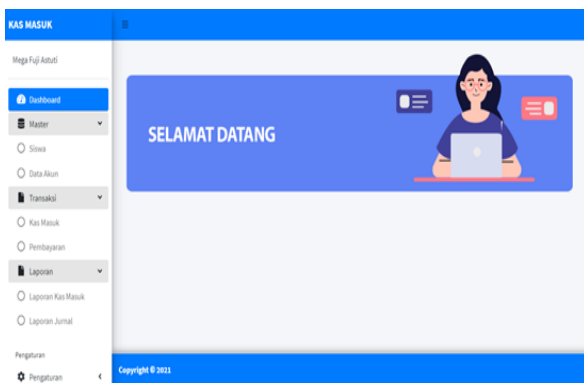 KAS MASUK
Mega Fuji Astuti
Dashboard
Master
Siswa
Data Akun
Transaksi
Kas Masuk
Pembayaran
Laporan
Laporan Kas Masuk
Laporan Jurnal
Pengaturan
Pengaturan
SELAMAT DATANG
Copyright © 2021